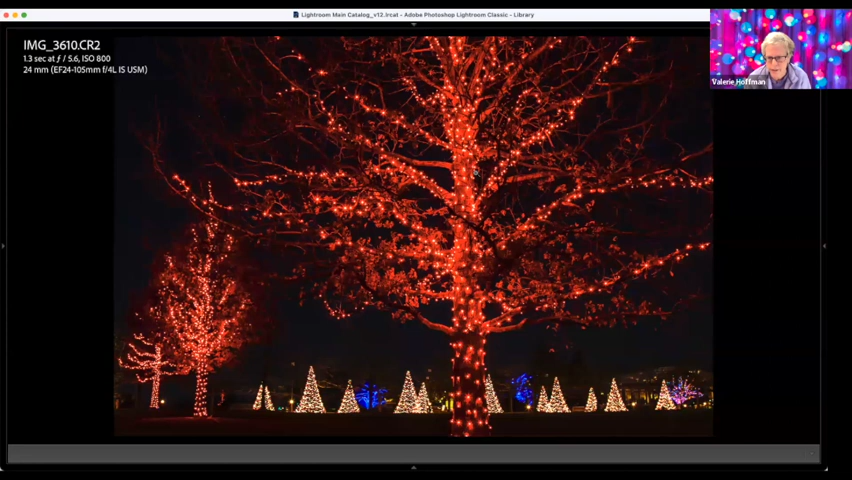 Lightroom Main Catalog_v12.lrcat - Adobe Photoshop Lightroom Classic - Library
IMG_3610.CR2
1.3 sec at ƒ / 5.6, ISO 800
24 mm (EF24-105mm f/4L IS USM)
Valerie Hoffman